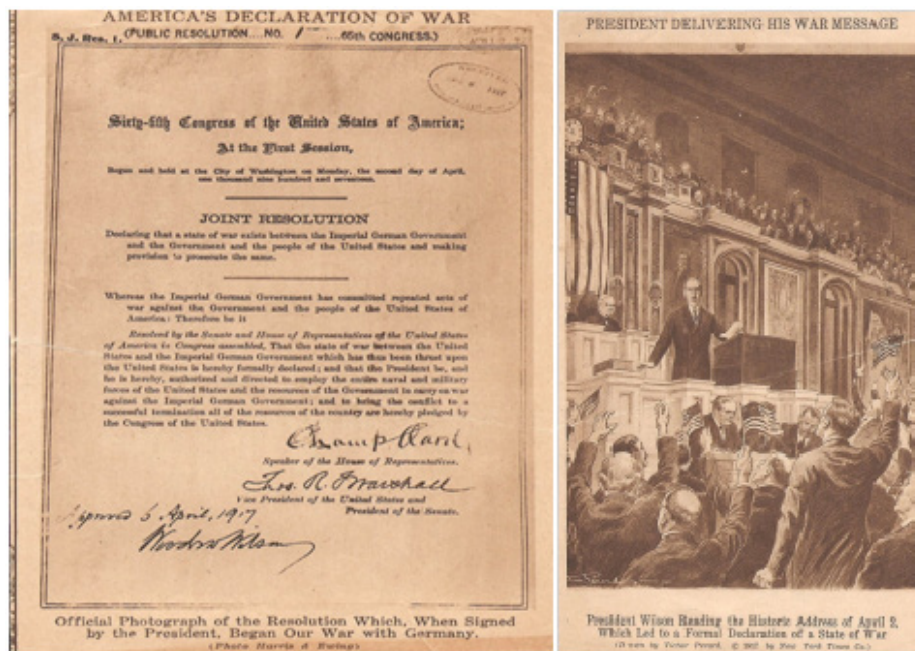 AMERICA'S DECLARATION OF WAR
S. J. Res. 1, (PUBLIC RESOLUTION NO. 1 65th CONGRESS.)
Sixty-fifth Congress of the United States of America;
At the First Session,
Begun and held at the City of Washington on Monday, the second day of April,
one thousand nine hundred and seventeen.
JOINT RESOLUTION
Declaring that a state of war exists between the Imperial German Government
and the Government and the people of the United States and making
provision to prosecute the same.
Whereas the Imperial German Government has committed repeated acts of
war against the Government and the people of the United States of
America: Therefore be it
Resolved by the Senate and House of Representatives of the United States
of America in Congress assembled, That the state of war between the United
States and the Imperial German Government which has thus been thrust upon
the United States is hereby formally declared; and that the President be, and
he is hereby, authorized and directed to employ the entire naval and military
forces of the United States and the resources of the Government to carry on war
against the Imperial German Government; and to bring the conflict to a
successful termination all of the resources of the country are hereby pledged by
the Congress of the United States.
Champ Clark
Speaker of the House of Representatives.
Thos. R. Marshall
Vice President of the United States and
President of the Senate.
Approved 6 April, 1917
Woodrow Wilson
Official Photograph of the Resolution Which, When Signed
by the President, Began Our War with Germany.
(Photo Harris & Ewing)
PRESIDENT DELIVERING HIS WAR MESSAGE
President Wilson Reading the Historic Address of April 2,
Which Led to a Formal Declaration of a State of War
(Drawn by Victor Perard. © 1917 by New York Times Co.)